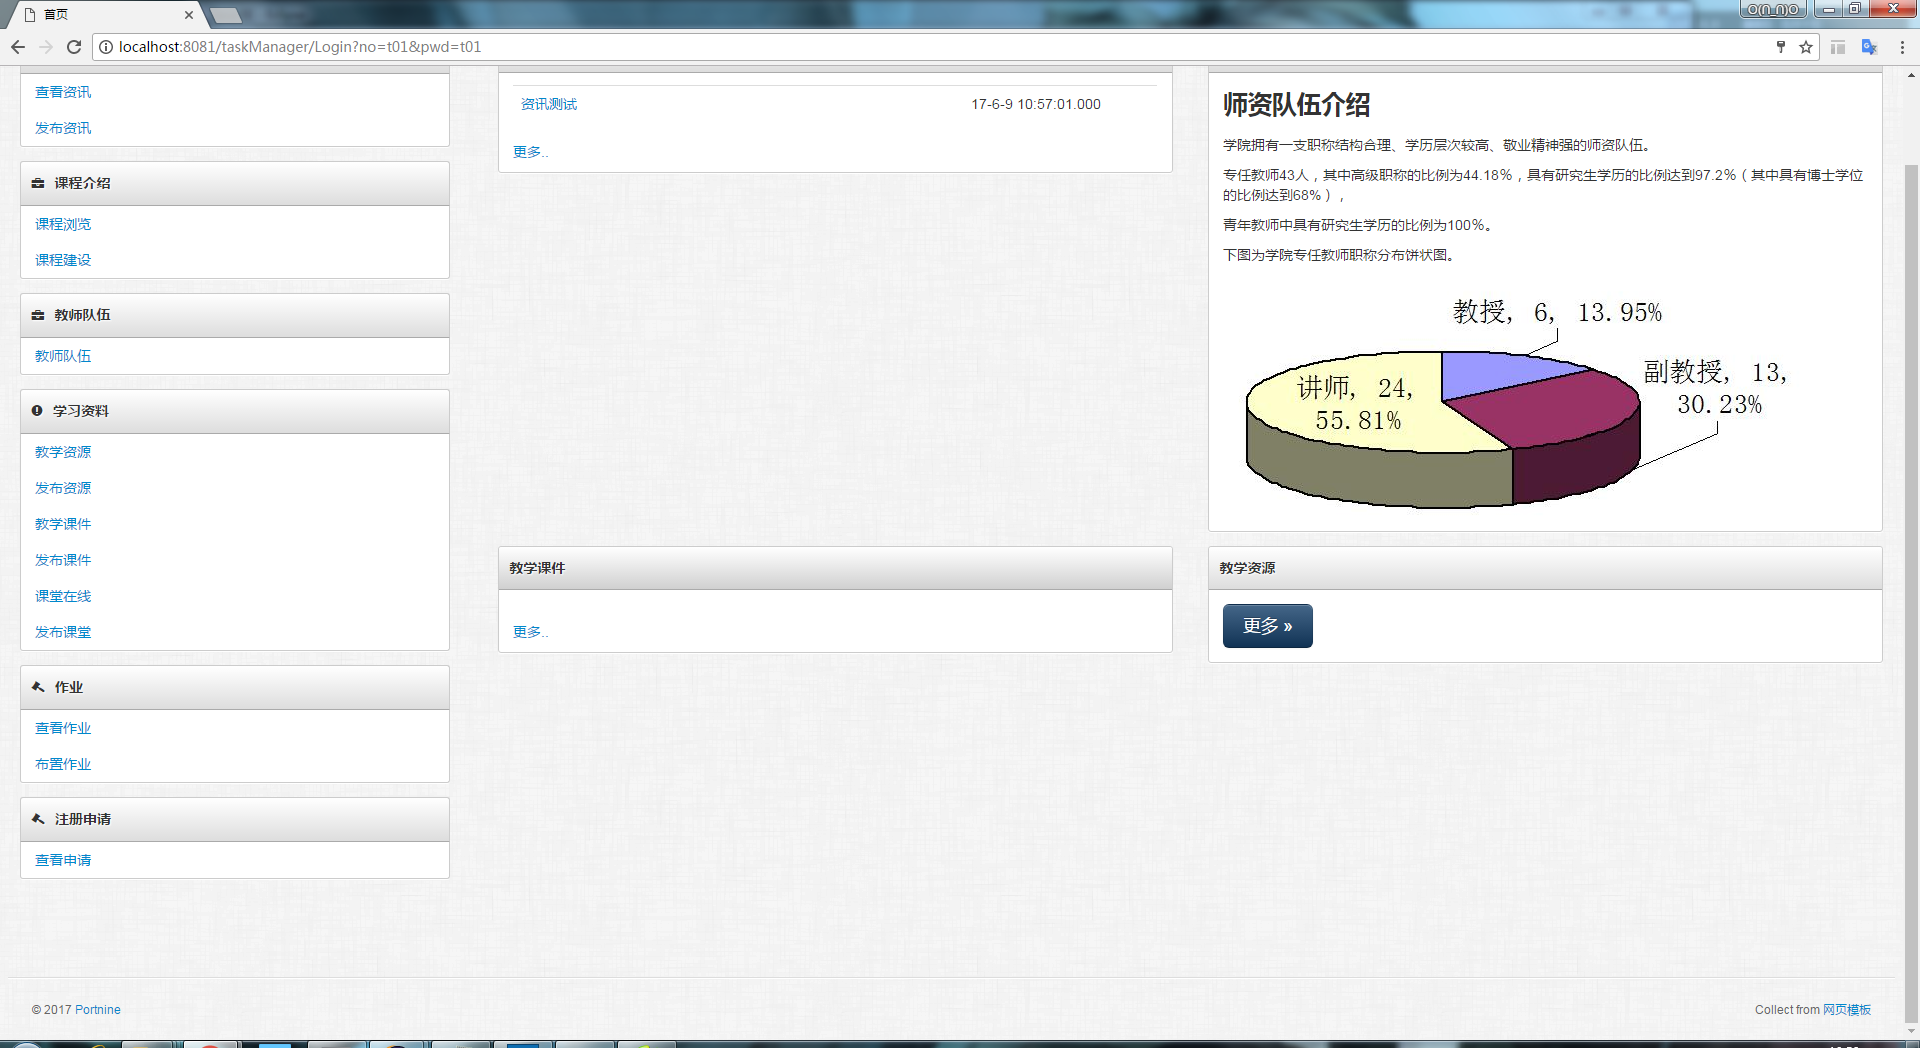 首页
O(n_n)O
localhost:8081/taskManager/Login?no=t01&pwd=t01
查看资讯
发布资讯
课程介绍
课程浏览
课程建设
教师队伍
教师队伍
学习资料
教学资源
发布资源
教学课件
发布课件
课堂在线
发布课堂
作业
查看作业
布置作业
注册申请
查看申请
资讯测试 17-6-9 10:57:01.000
更多..
师资队伍介绍
学院拥有一支职称结构合理、学历层次较高、敬业精神强的师资队伍。
专任教师43人，其中高级职称的比例为44.18%，具有研究生学历的比例达到97.2%（其中具有博士学位
的比例达到68%），
青年教师中具有研究生学历的比例为100%。
下图为学院专任教师职称分布饼状图。
教授, 6, 13.95%
副教授, 13,
30.23%
讲师, 24,
55.81%
教学课件
更多..
教学资源
更多 »
© 2017 Portnine
Collect from 网页模板